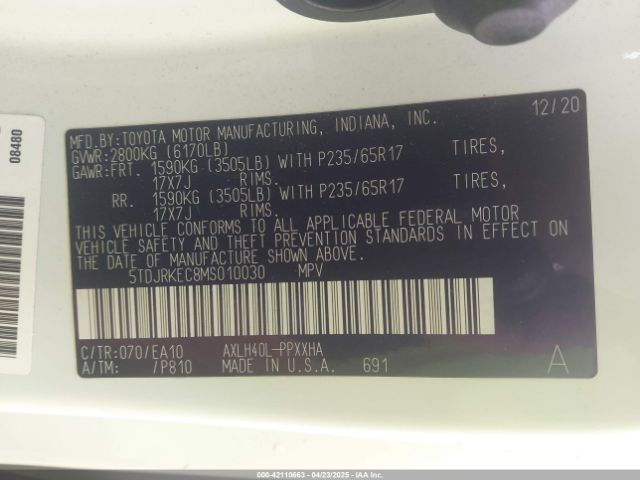 08480
12/20
MFD.BY:TOYOTA MOTOR MANUFACTURING, INDIANA, INC.
GVWR:2800KG (6170LB)
GAWR:FRT. 1590KG (3505LB) WITH P235/65R17 TIRES,
17X7J RIMS.
RR. 1590KG (3505LB) WITH P235/65R17 TIRES,
17X7J RIMS.
THIS VEHICLE CONFORMS TO ALL APPLICABLE FEDERAL MOTOR
VEHICLE SAFETY AND THEFT PREVENTION STANDARDS IN EFFECT ON
THE DATE OF MANUFACTURE SHOWN ABOVE.
5TDJRKEC8MS010030 MPV
C/TR:070/EA10 AXLH40L-PPXXHA
A/TM: /P810 MADE IN U.S.A. 691 A
000-42110663 - 04/23/2025 - IAAI.COM